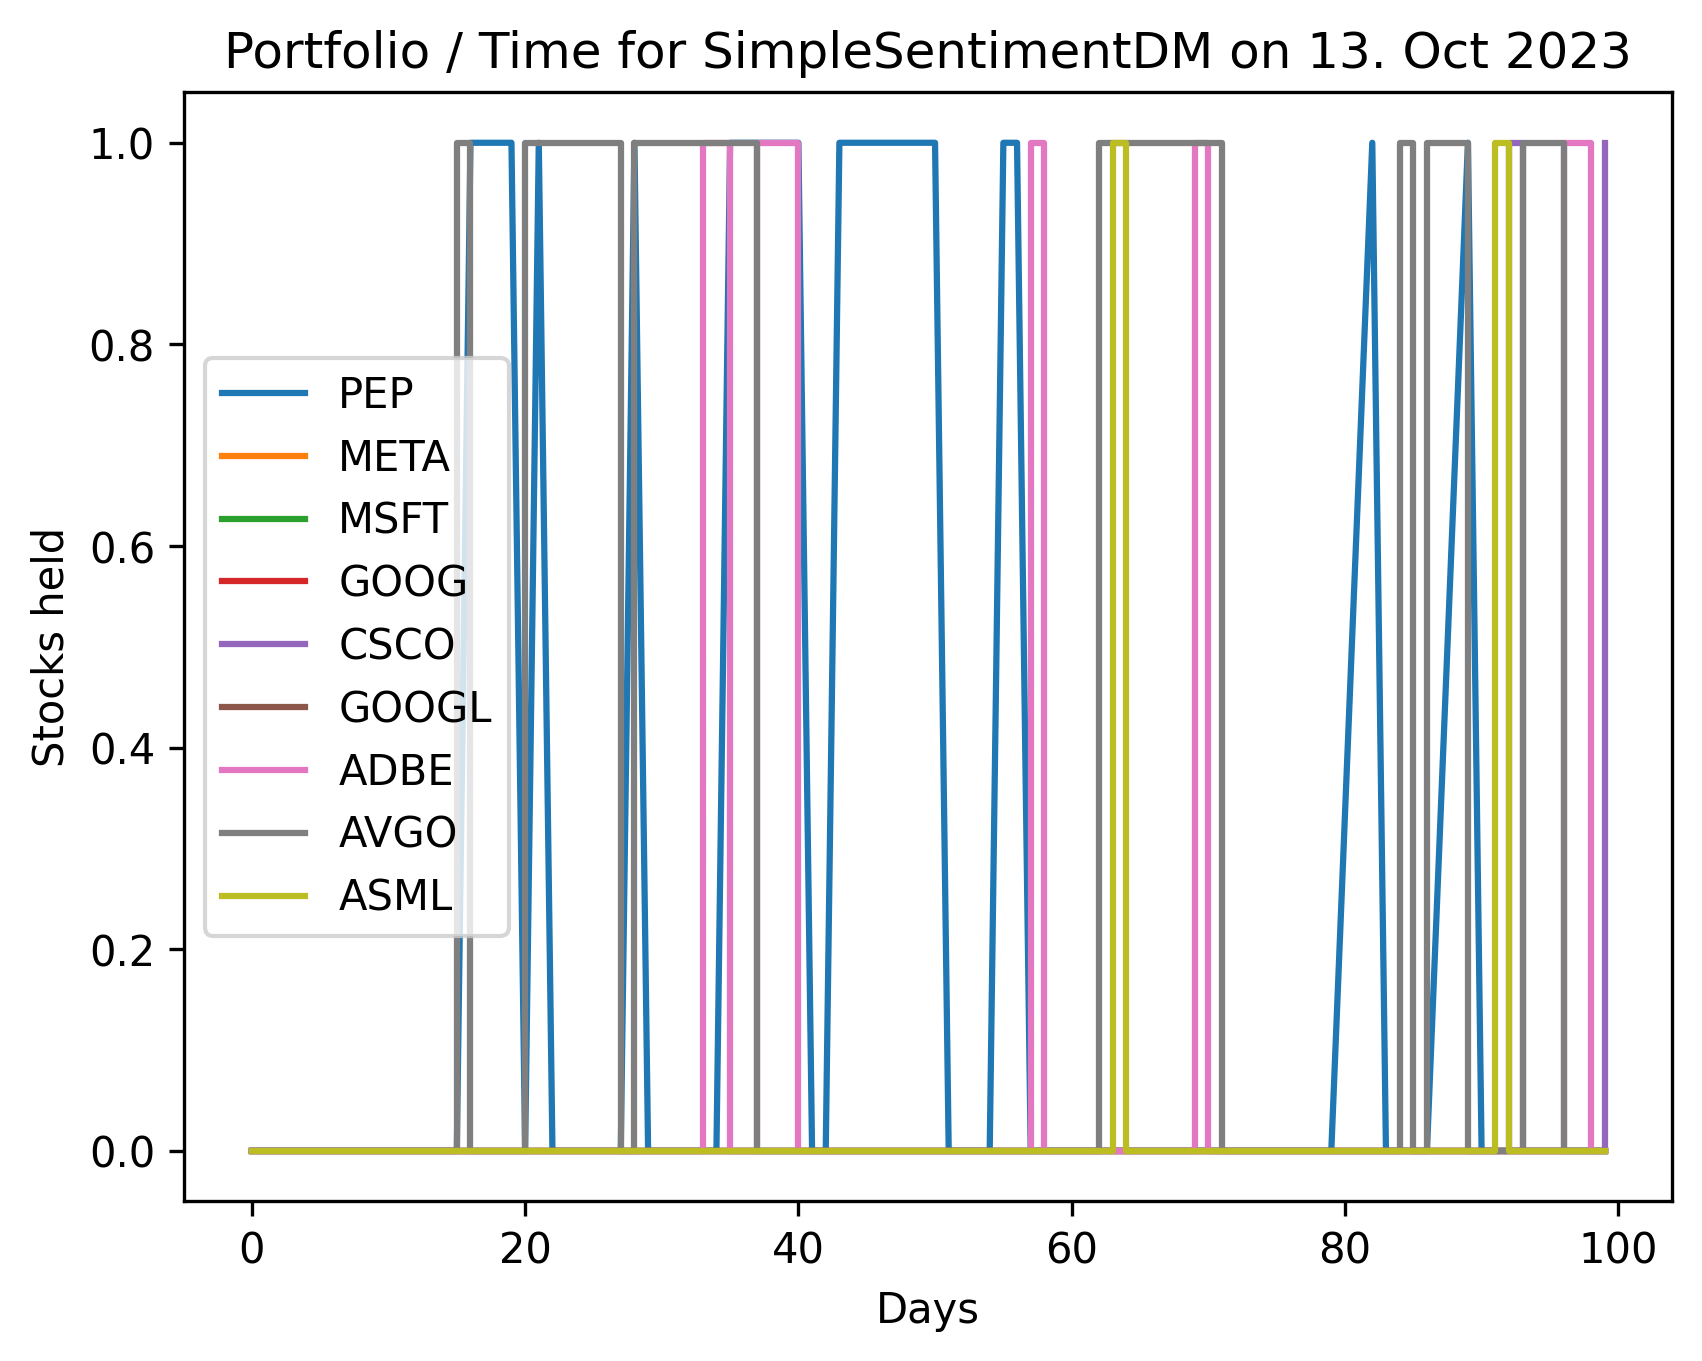 Portfolio / Time for SimpleSentimentDM on 13. Oct 2023
1.0
0.8
0.6
0.4
0.2
0.0
Stocks held
PEP
META
MSFT
GOOG
CSCO
GOOGL
ADBE
AVGO
ASML
0 20 40 60 80 100
Days